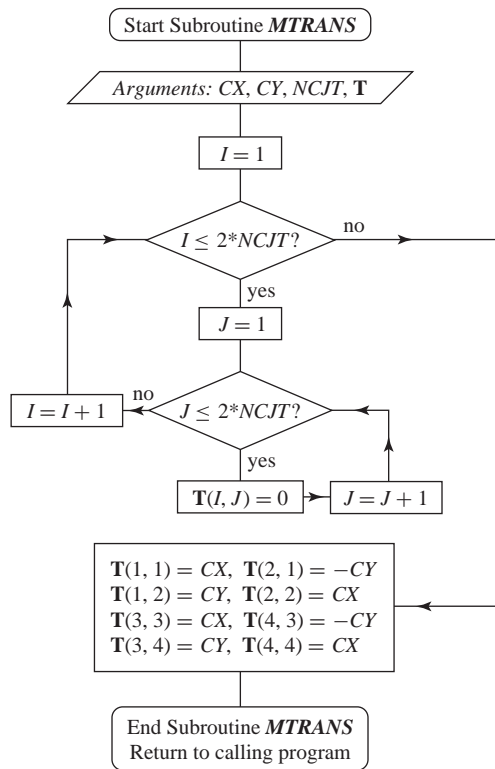 Start Subroutine MTRANS
Arguments: CX, CY, NCJT, T
I = 1
I ≤ 2*NCJT?
no
yes
J = 1
no
I = I + 1
J ≤ 2*NCJT?
yes
T(I, J) = 0
J = J + 1
T(1, 1) = CX, T(2, 1) = −CY
T(1, 2) = CY, T(2, 2) = CX
T(3, 3) = CX, T(4, 3) = −CY
T(3, 4) = CY, T(4, 4) = CX
End Subroutine MTRANS
Return to calling program